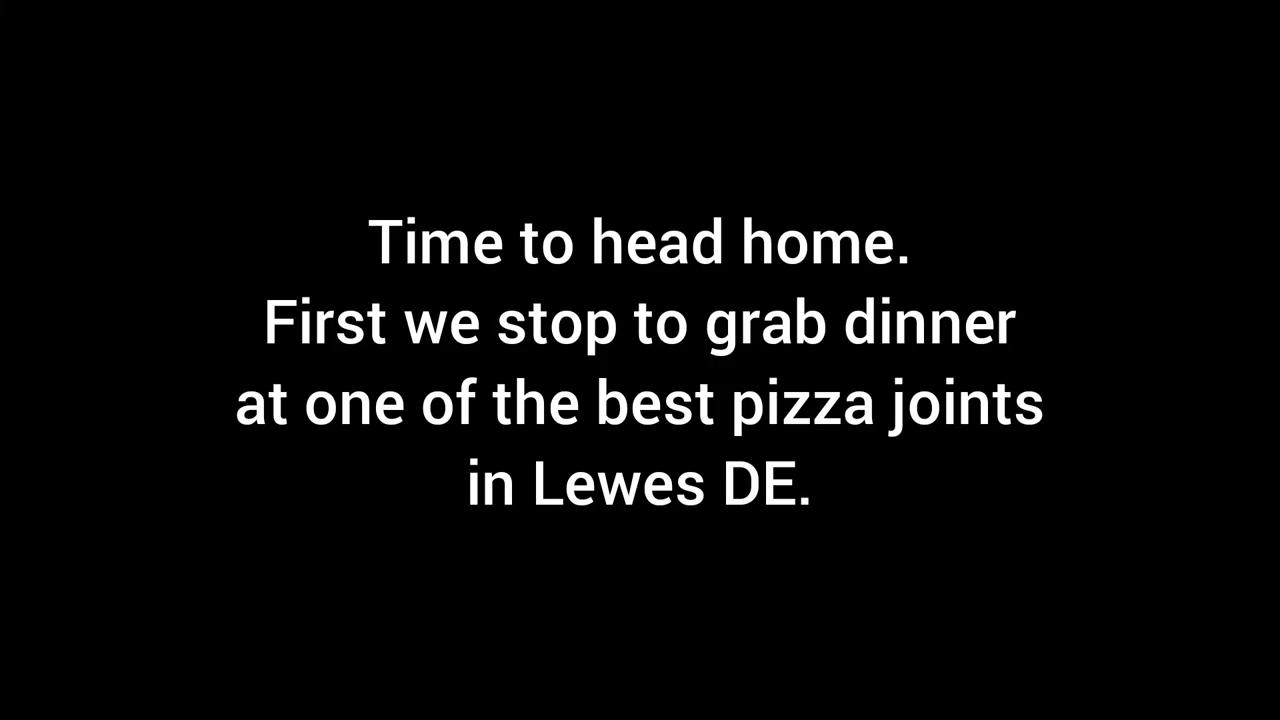 Time to head home.
First we stop to grab dinner
at one of the best pizza joints
in Lewes DE.